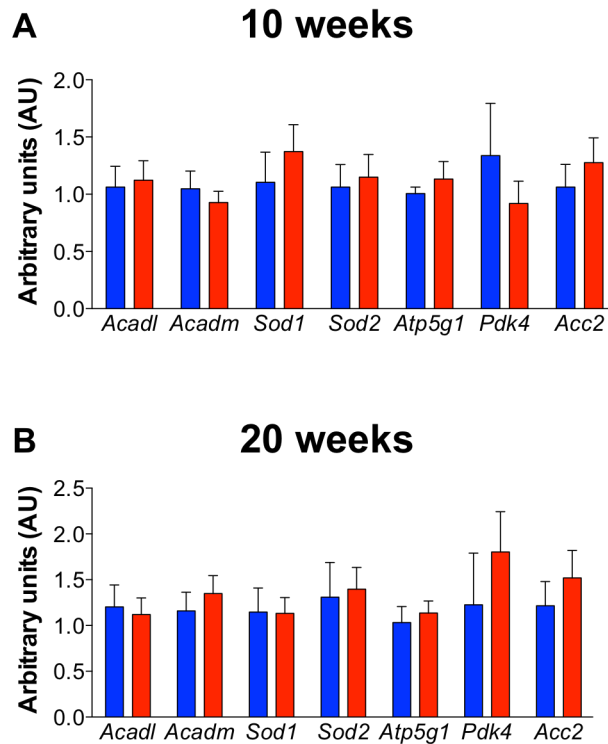 A
10 weeks
Arbitrary units (AU)
2.0
1.5
1.0
0.5
0.0
Acadl Acadm Sod1 Sod2 Atp5g1 Pdk4 Acc2
B
20 weeks
Arbitrary units (AU)
2.5
2.0
1.5
1.0
0.5
0.0
Acadl Acadm Sod1 Sod2 Atp5g1 Pdk4 Acc2